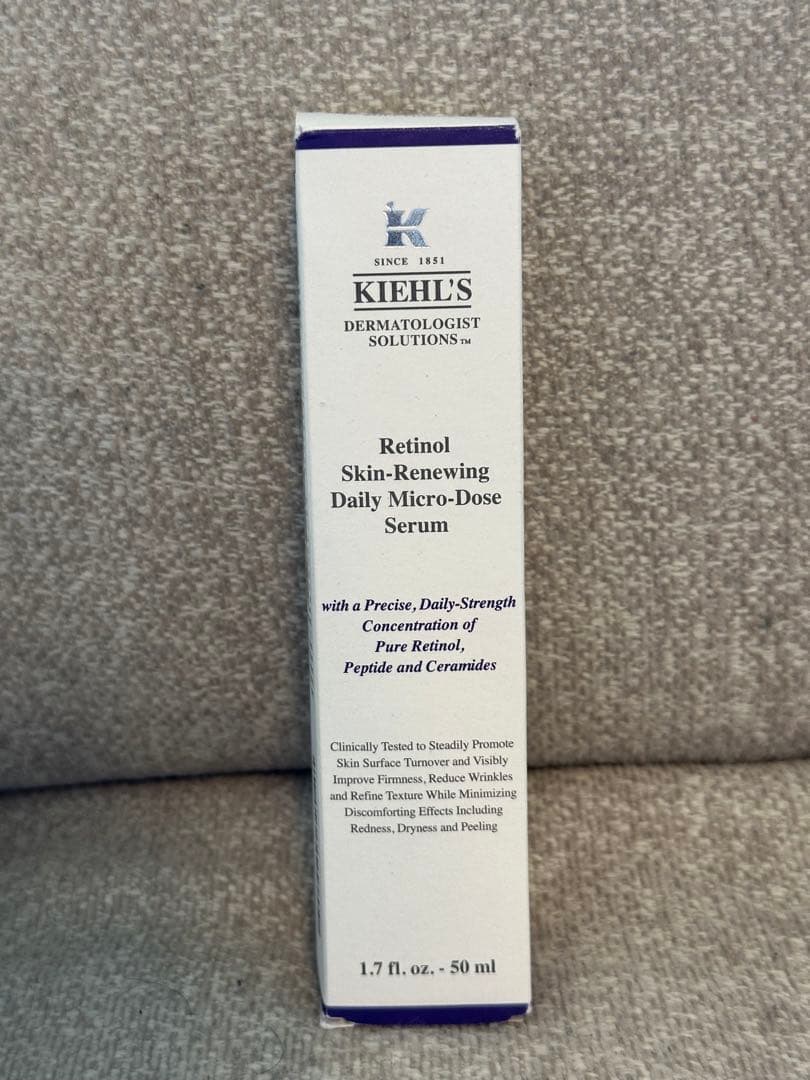 K
SINCE 1851
KIEHL'S
DERMATOLOGIST
SOLUTIONS™
Retinol
Skin-Renewing
Daily Micro-Dose
Serum
with a Precise, Daily-Strength
Concentration of
Pure Retinol,
Peptide and Ceramides
Clinically Tested to Steadily Promote
Skin Surface Turnover and Visibly
Improve Firmness, Reduce Wrinkles
and Refine Texture While Minimizing
Discomforting Effects Including
Redness, Dryness and Peeling
1.7 fl. oz. - 50 ml